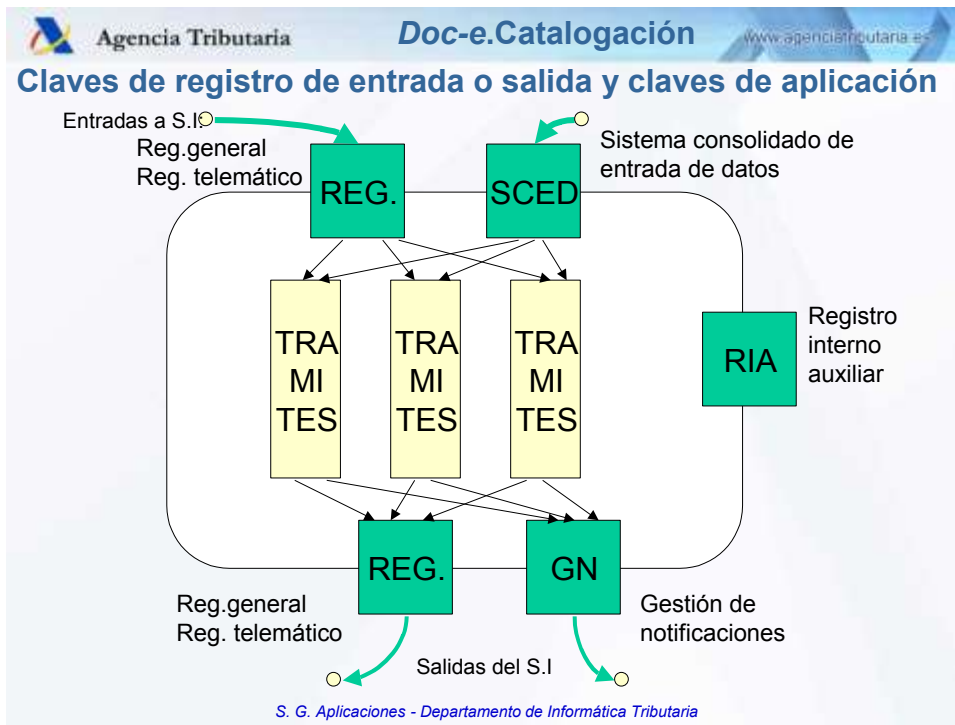 Agencia Tributaria
Doc-e.Catalogación
www.agenciatributaria.es
Claves de registro de entrada o salida y claves de aplicación
Entradas a S.I:
Reg.general
Reg. telemático
REG.
SCED
Sistema consolidado de
entrada de datos
TRA
MI
TES
TRA
MI
TES
TRA
MI
TES
RIA
Registro
interno
auxiliar
REG.
GN
Reg.general
Reg. telemático
Gestión de
notificaciones
Salidas del S.I
S. G. Aplicaciones - Departamento de Informática Tributaria